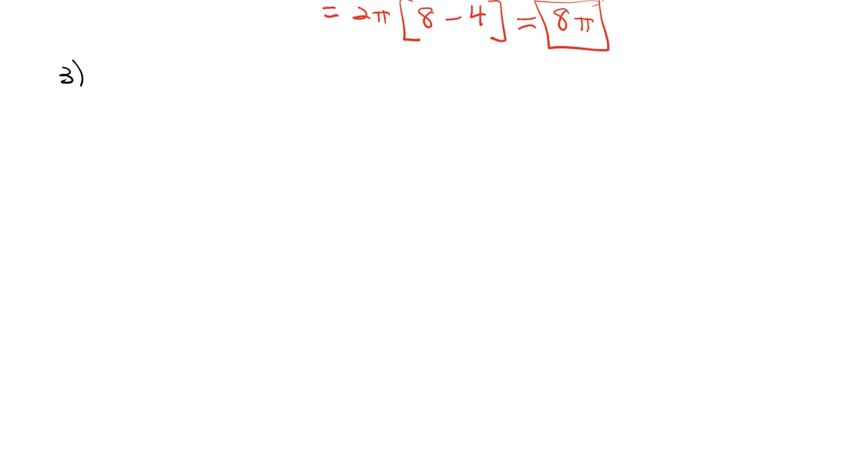 = 2π [8 - 4] = 8π
3)